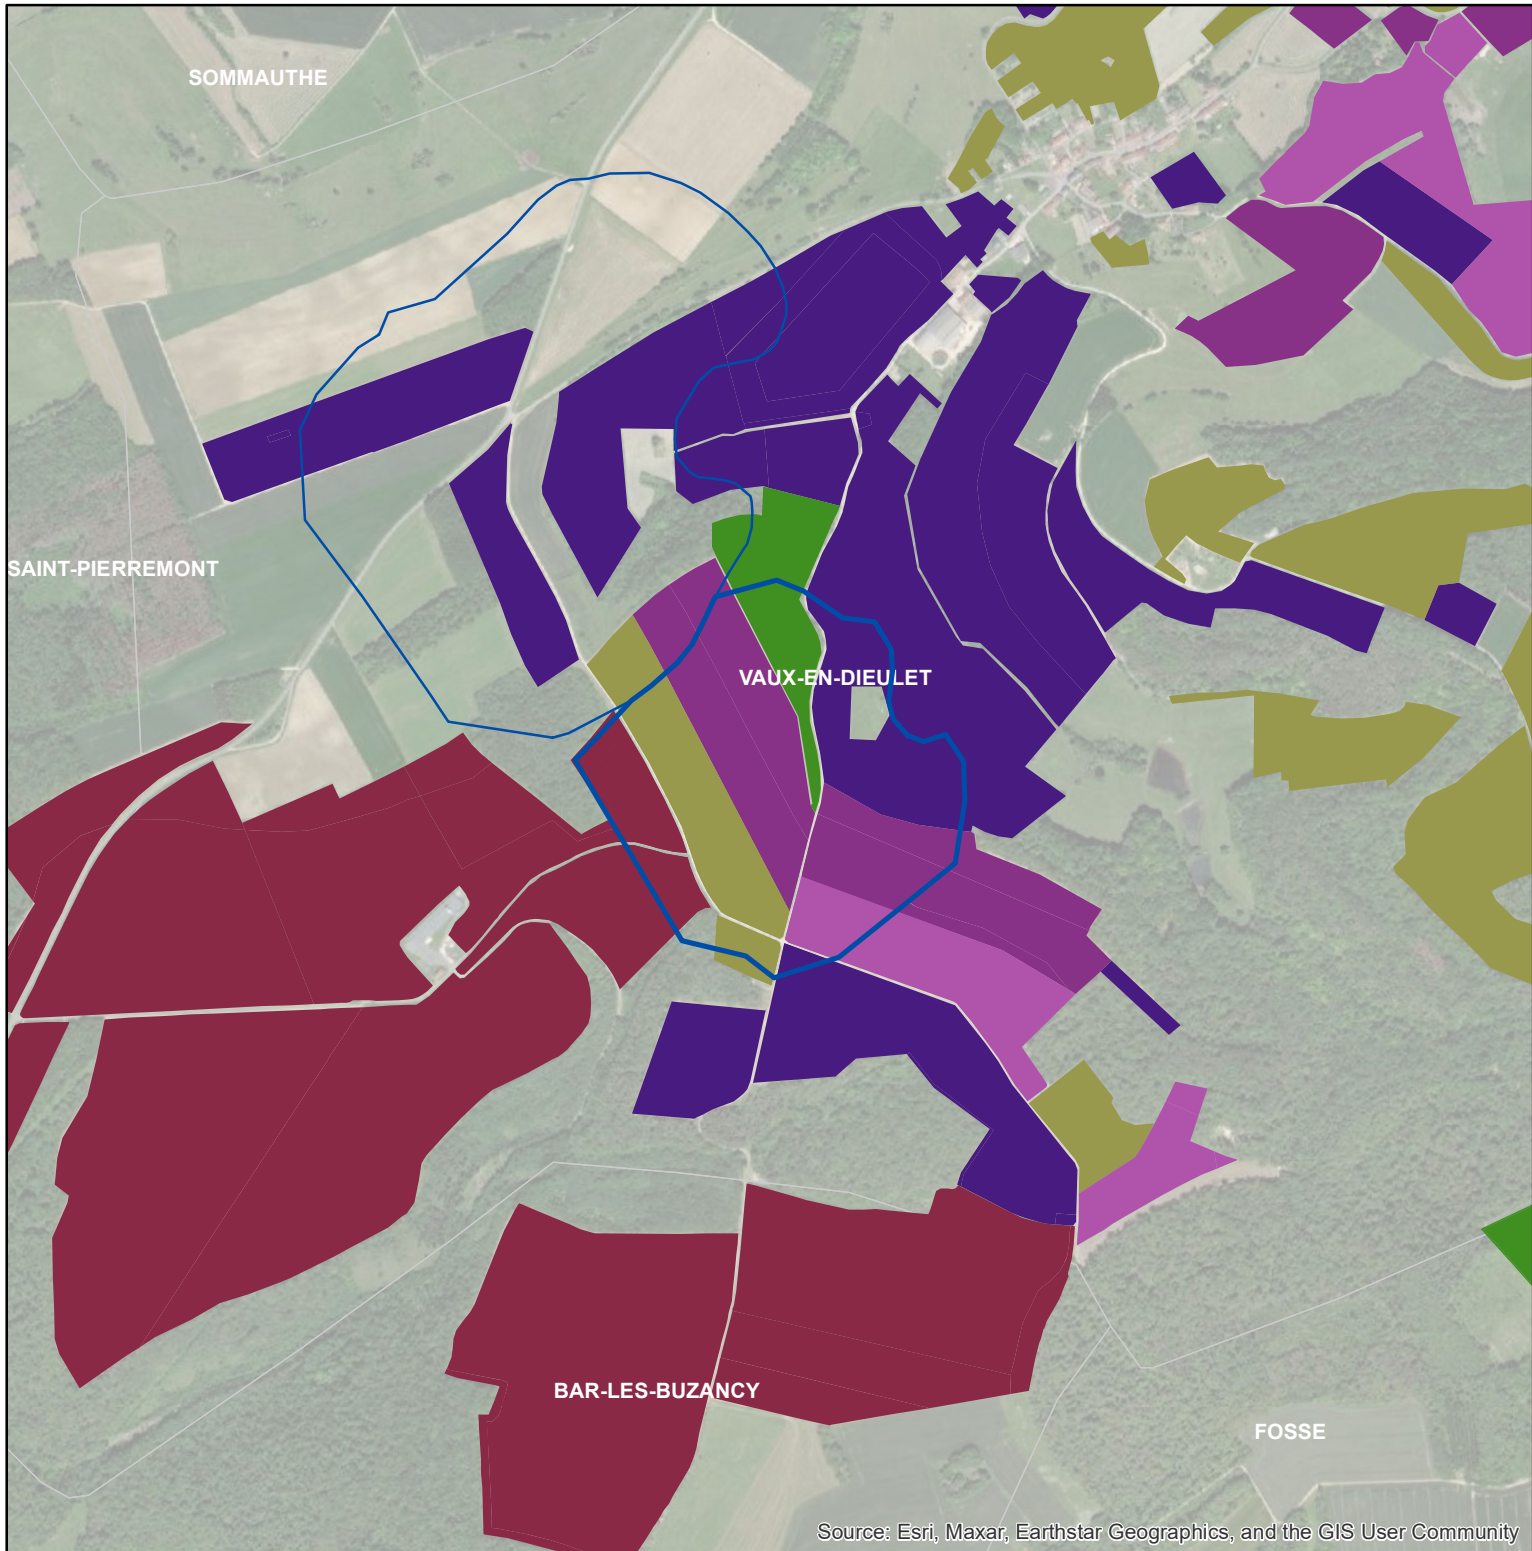 SOMMAUTHE
SAINT-PIERREMONT
VAUX-EN-DIEULET
BAR-LES-BUZANCY
FOSSE
Source: Esri, Maxar, Earthstar Geographics, and the GIS User Community